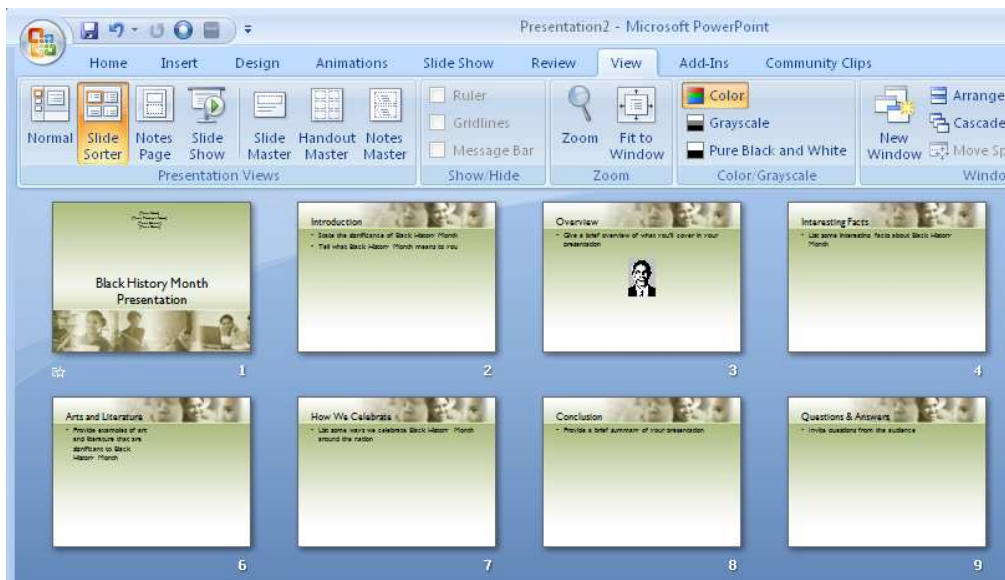 Presentation2 - Microsoft PowerPoint
Home Insert Design Animations Slide Show Review View Add-Ins Community Clips
Normal Slide Sorter Notes Page Slide Show Slide Master Handout Master Notes Master
Presentation Views
Ruler
Gridlines
Message Bar
Show/Hide
Zoom Fit to Window
Zoom
Color
Grayscale
Pure Black and White
Color/Grayscale
New Window
Arrange
Cascade
Move Sp
Windo
Black History Month
Presentation
1
Introduction
• State the significance of Black History Month
• Tell what Black History Month means to you
2
Overview
• Give a brief overview of what you'll cover in your
presentation
3
Interesting Facts
• List some interesting facts about Black History
Month
4
Arts and Literature
• Provide examples of art
and literature that are
significant to Black
History Month
6
How We Celebrate
• List some ways we celebrate Black History Month
around the nation
7
Conclusion
• Provide a brief summary of your presentation
8
Questions & Answers
• Invite questions from the audience
9